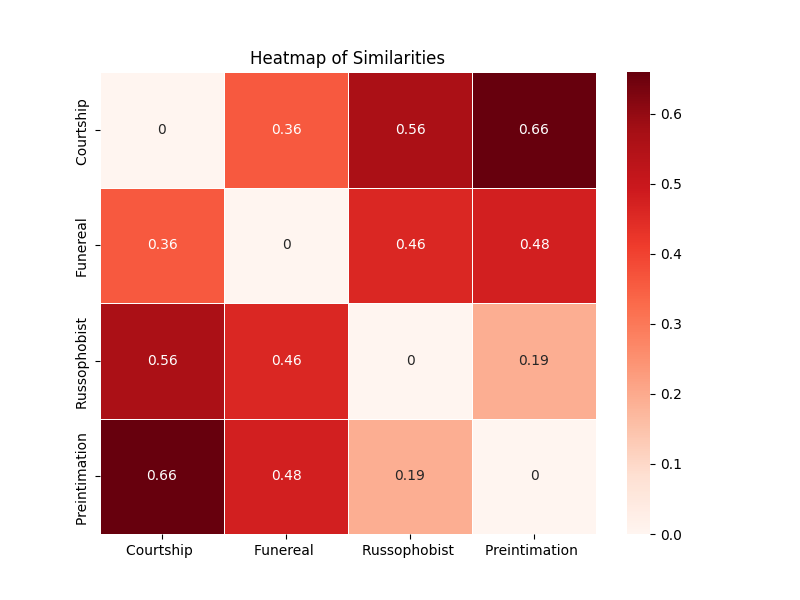 Heatmap of Similarities
Courtship 0 0.36 0.56 0.66
Funereal 0.36 0 0.46 0.48
Russophobist 0.56 0.46 0 0.19
Preintimation 0.66 0.48 0.19 0
Courtship Funereal Russophobist Preintimation
0.6
0.5
0.4
0.3
0.2
0.1
0.0